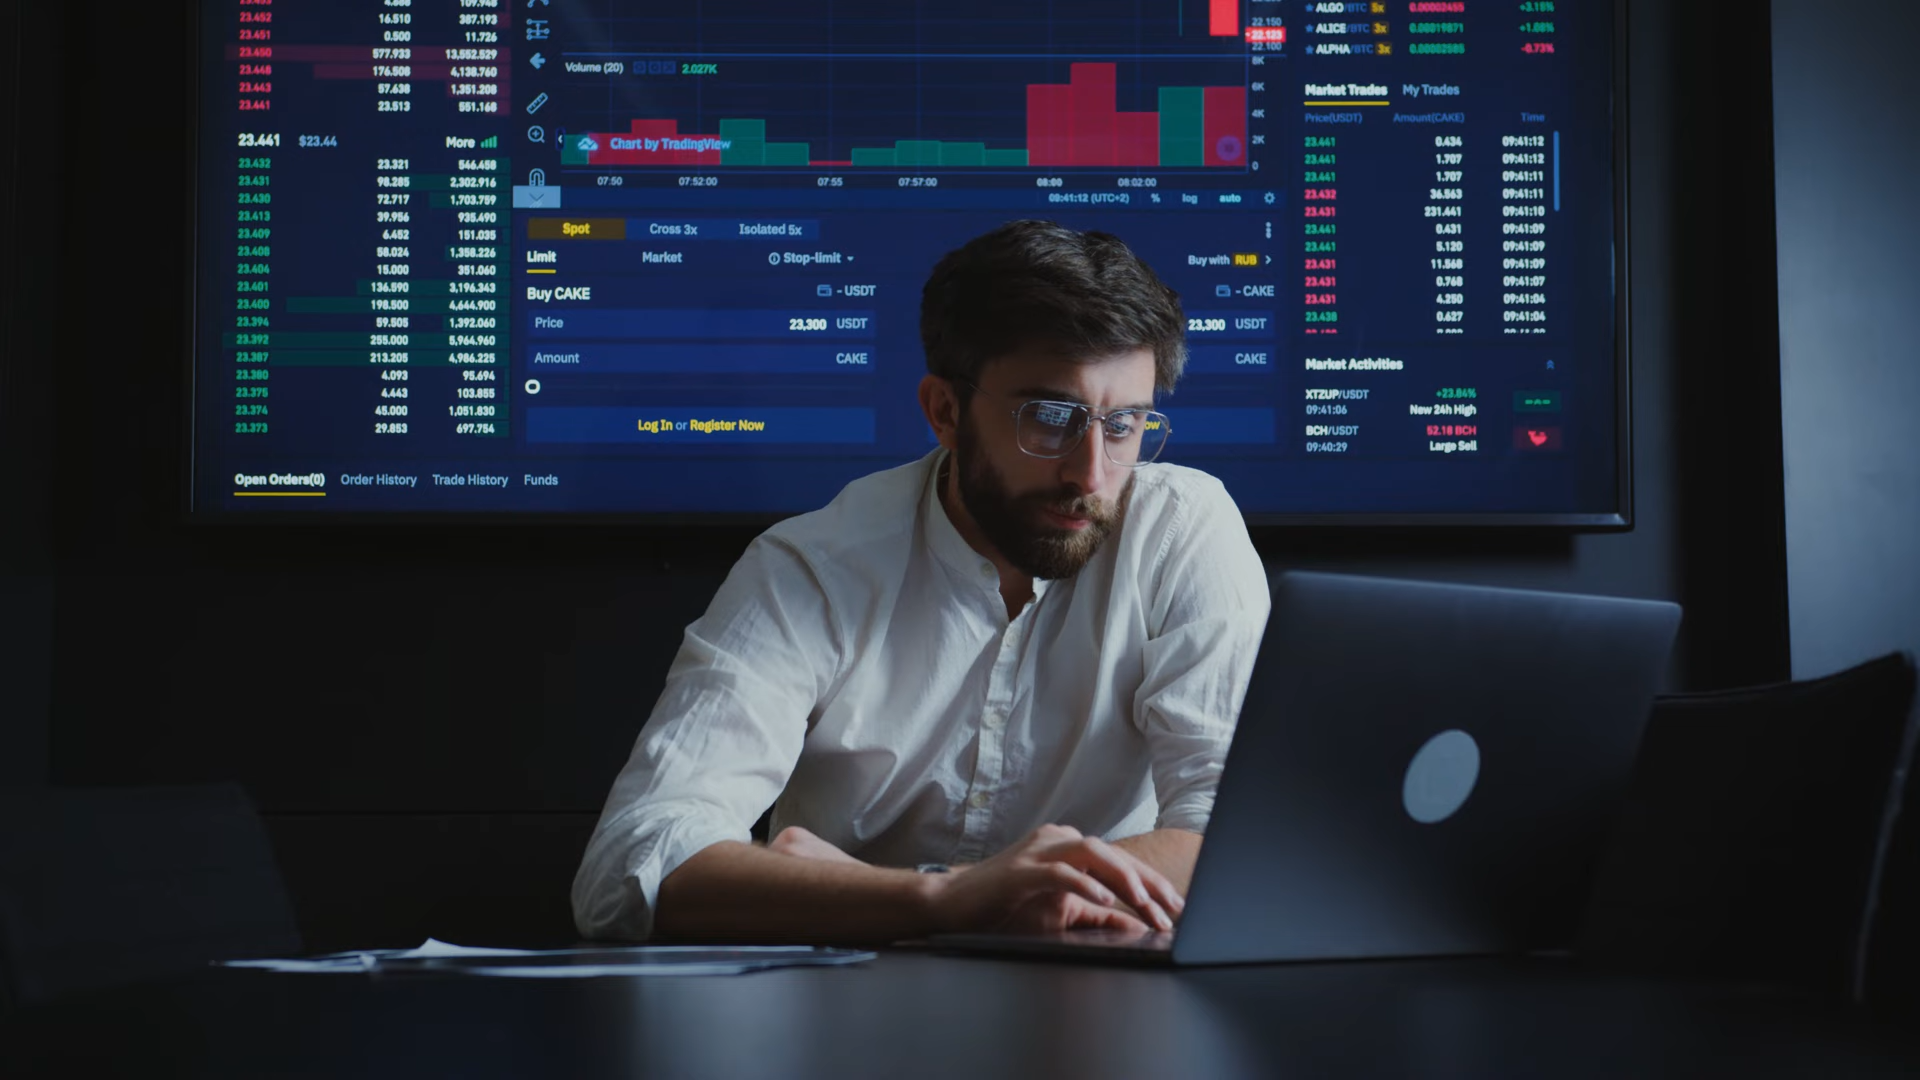 23.452 16.510 387.193
23.451 0.500 11.726
23.450 577.933 13,552.529
23.448 176.508 4,138.760
23.443 57.638 1,351.208
23.441 23.513 551.168
23.441 $23.44 More
23.432 23.321 546.458
23.431 98.285 2,302.916
23.430 72.717 1,703.759
23.413 39.956 935.490
23.409 6.452 151.035
23.408 58.024 1,358.226
23.404 15.000 351.060
23.401 136.590 3,196.343
23.400 198.500 4,644.900
23.394 59.505 1,392.060
23.392 255.000 5,964.960
23.387 213.205 4,986.225
23.380 4.093 95.694
23.375 4.443 103.855
23.374 45.000 1,051.830
23.373 29.853 697.754
Open Orders(0) Order History Trade History Funds
22.150
22.123
22.100
Volume (20) 2.027K
8K
6K
4K
2K
0
Chart by TradingView
07:50 07:52:00 07:55 07:57:00 08:00 08:02:00
09:41:12 (UTC+2) % log auto
Spot Cross 3x Isolated 5x
Limit Market Stop-limit Buy with RUB
Buy CAKE - USDT - CAKE
Price 23,300 USDT 23,300 USDT
Amount CAKE CAKE
Log In or Register Now
ow
ALGO/BTC 5x 0.00002455 +3.15%
ALICE/BTC 3x 0.00019871
ALPHA/BTC 3x 0.00002585 -0.73%
Market Trades My Trades
Price(USDT) Amount(CAKE) Time
23.441 0.434 09:41:12
23.441 1.707 09:41:12
23.441 1.707 09:41:11
23.432 36.563 09:41:11
23.431 231.441 09:41:10
23.441 0.431 09:41:09
23.441 5.120 09:41:09
23.431 11.568 09:41:09
23.431 0.768 09:41:07
23.431 4.250 09:41:04
23.438 0.627 09:41:04
Market Activities
XTZUP/USDT +23.84%
09:41:06 New 24h High
BCH/USDT 52.18 BCH
09:40:29 Large Sell